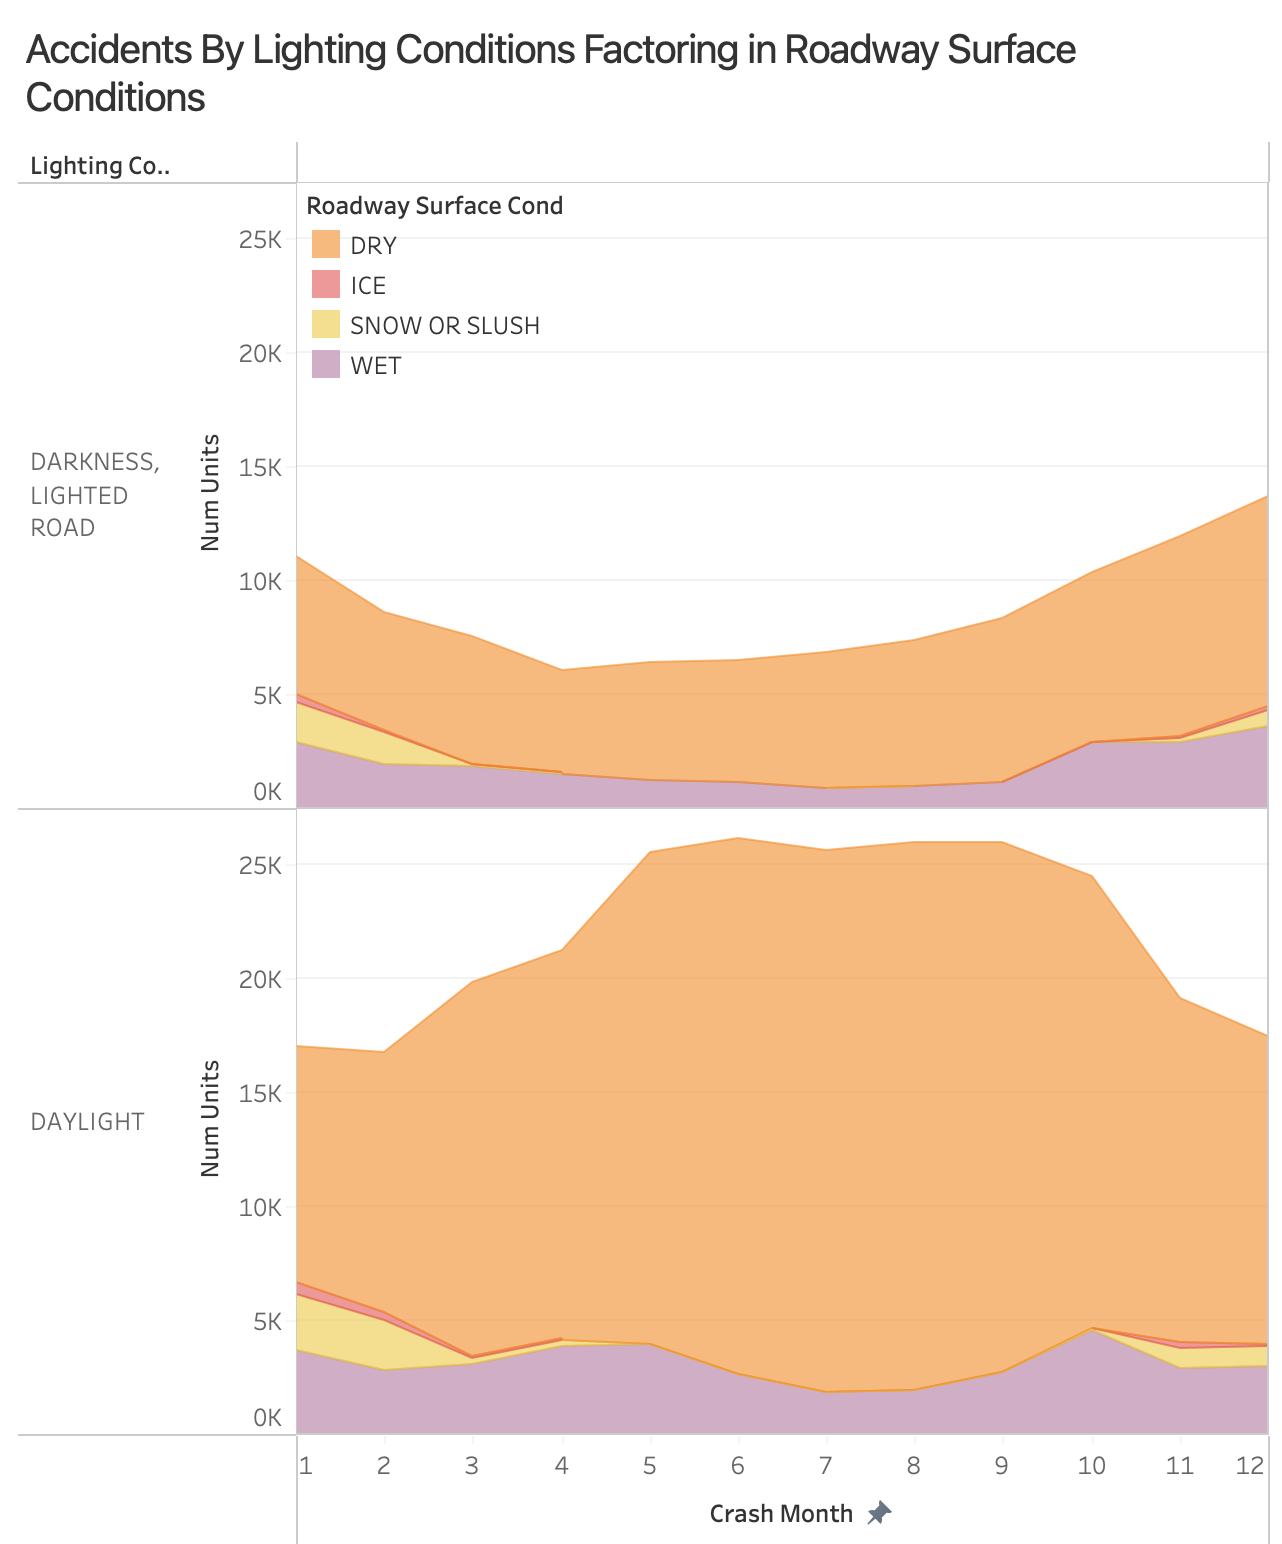 Accidents By Lighting Conditions Factoring in Roadway Surface
Conditions
Lighting Co..
Roadway Surface Cond
DRY
ICE
SNOW OR SLUSH
WET
25K
20K
15K
10K
5K
0K
Num Units
DARKNESS,
LIGHTED
ROAD
25K
20K
15K
10K
5K
0K
Num Units
DAYLIGHT
1 2 3 4 5 6 7 8 9 10 11 12
Crash Month